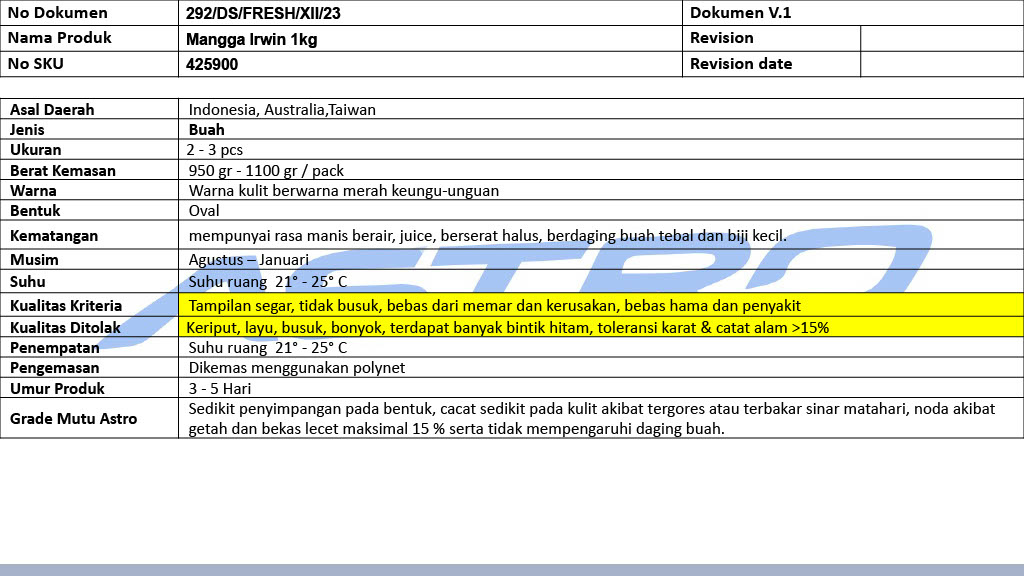 No Dokumen 292/DS/FRESH/XII/23 Dokumen V.1
Nama Produk Mangga Irwin 1kg Revision
No SKU 425900 Revision date
Asal Daerah Indonesia, Australia,Taiwan
Jenis Buah
Ukuran 2 - 3 pcs
Berat Kemasan 950 gr - 1100 gr / pack
Warna Warna kulit berwarna merah keungu-unguan
Bentuk Oval
Kematangan mempunyai rasa manis berair, juice, berserat halus, berdaging buah tebal dan biji kecil.
Musim Agustus – Januari
Suhu Suhu ruang 21° - 25° C
Kualitas Kriteria Tampilan segar, tidak busuk, bebas dari memar dan kerusakan, bebas hama dan penyakit
Kualitas Ditolak Keriput, layu, busuk, bonyok, terdapat banyak bintik hitam, toleransi karat & catat alam >15%
Penempatan Suhu ruang 21° - 25° C
Pengemasan Dikemas menggunakan polynet
Umur Produk 3 - 5 Hari
Grade Mutu Astro Sedikit penyimpangan pada bentuk, cacat sedikit pada kulit akibat tergores atau terbakar sinar matahari, noda akibat
getah dan bekas lecet maksimal 15 % serta tidak mempengaruhi daging buah.
ASTRO